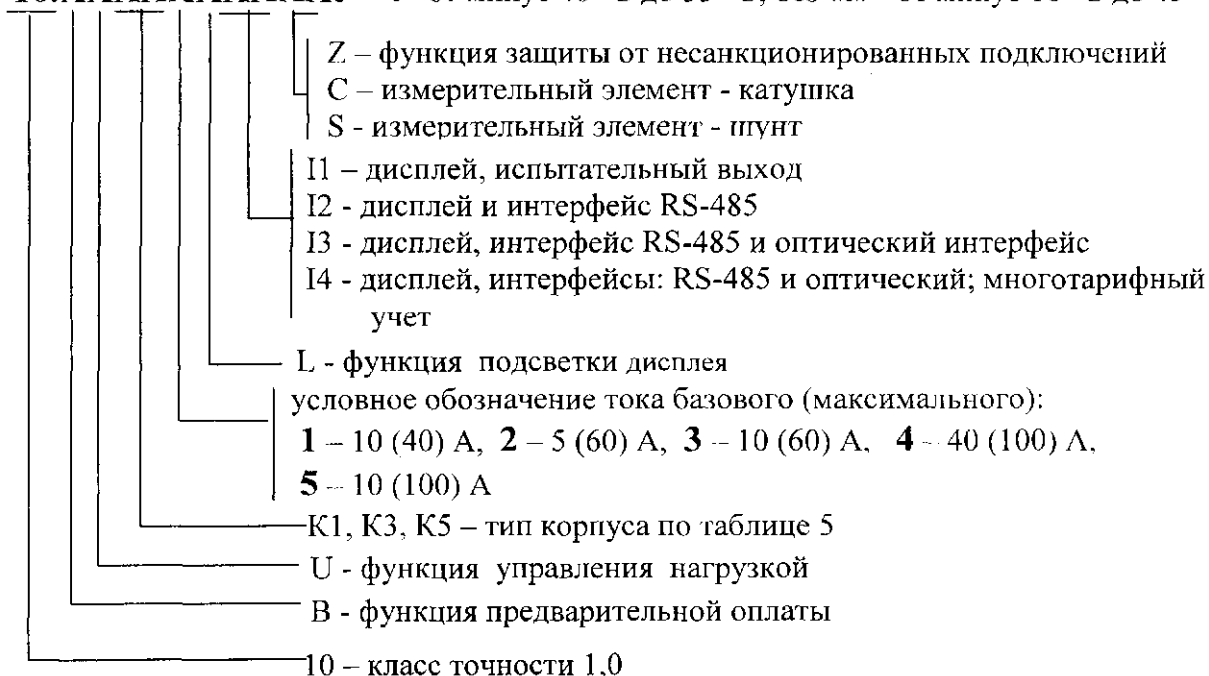 Z – функция защиты от несанкционированных подключений
С – измерительный элемент - катушка
S - измерительный элемент - шунт
I1 – дисплей, испытательный выход
I2 - дисплей и интерфейс RS-485
I3 - дисплей, интерфейс RS-485 и оптический интерфейс
I4 - дисплей, интерфейсы: RS-485 и оптический; многотарифный
учет
L - функция подсветки дисплея
условное обозначение тока базового (максимального):
1 – 10 (40) А, 2 – 5 (60) А, 3 – 10 (60) А, 4 – 40 (100) А,
5 – 10 (100) А
К1, К3, К5 – тип корпуса по таблице 5
U - функция управления нагрузкой
В - функция предварительной оплаты
10 – класс точности 1,0